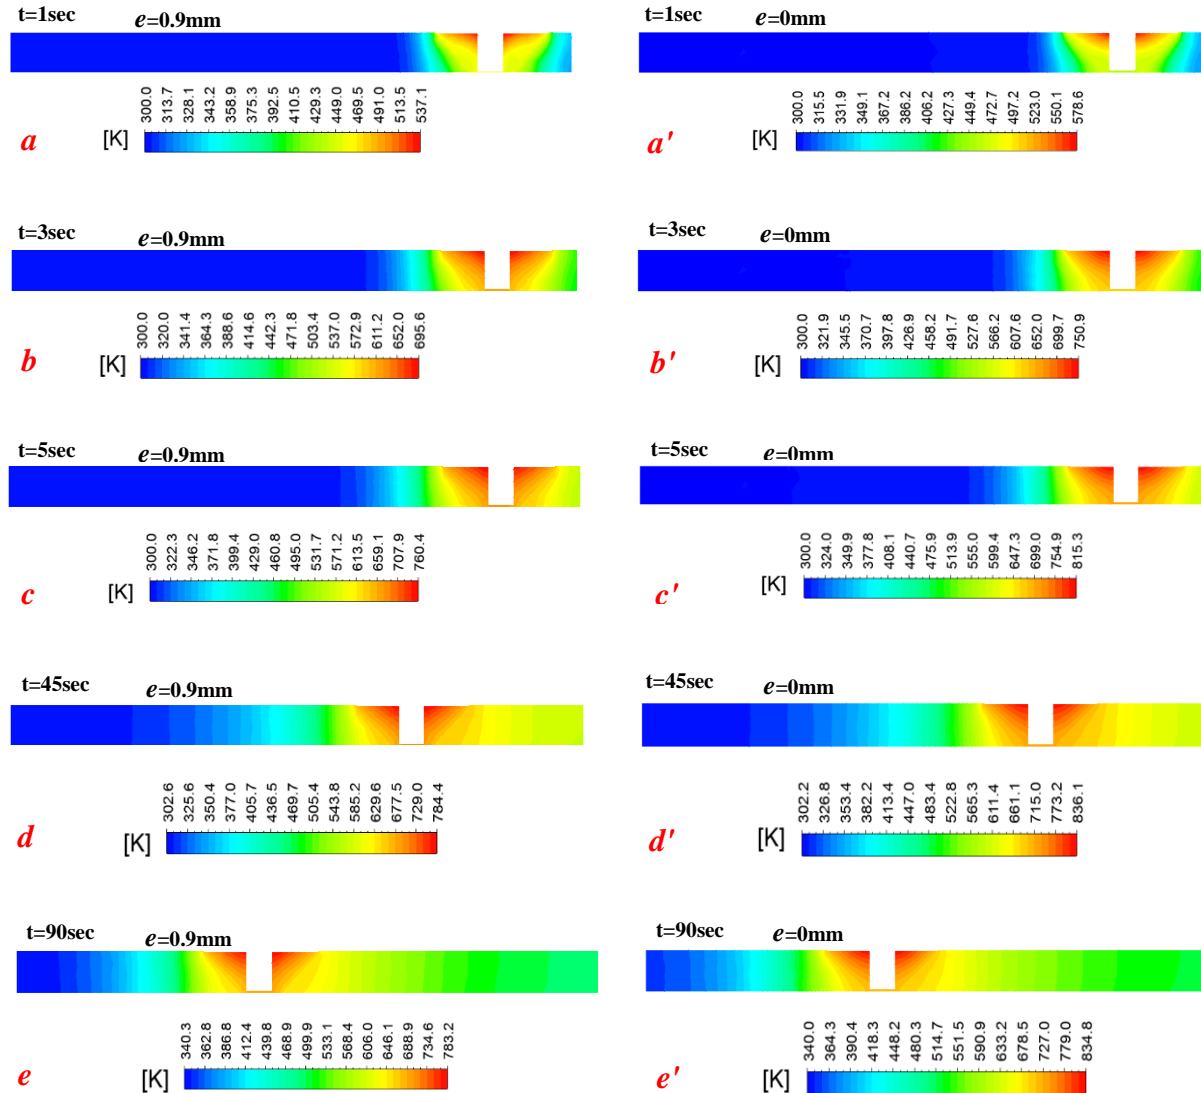 t=1sec e=0.9mm
300.0 313.7 328.1 343.2 358.9 375.3 392.5 410.5 429.3 449.0 469.5 491.0 513.5 537.1
a [K]
t=1sec e=0mm
300.0 315.5 331.9 349.1 367.2 386.2 406.2 427.3 449.4 472.7 497.2 523.0 550.1 578.6
a' [K]
t=3sec e=0.9mm
300.0 320.0 341.4 364.3 388.6 414.6 442.3 471.8 503.4 537.0 572.9 611.2 652.0 695.6
b [K]
t=3sec e=0mm
300.0 321.9 345.5 370.7 397.8 426.9 458.2 491.7 527.6 566.2 607.6 652.0 699.7 750.9
b' [K]
t=5sec e=0.9mm
300.0 322.3 346.2 371.8 399.4 429.0 460.8 495.0 531.7 571.2 613.5 659.1 707.9 760.4
c [K]
t=5sec e=0mm
300.0 324.0 349.9 377.8 408.1 440.7 475.9 513.9 555.0 599.4 647.3 699.0 754.9 815.3
c' [K]
t=45sec e=0.9mm
302.6 325.6 350.4 377.0 405.7 436.5 469.7 505.4 543.8 585.2 629.6 677.5 729.0 784.4
d [K]
t=45sec e=0mm
302.2 326.8 353.4 382.2 413.4 447.0 483.4 522.8 565.3 611.4 661.1 715.0 773.2 836.1
d' [K]
t=90sec e=0.9mm
340.3 362.8 386.8 412.4 439.8 468.9 499.9 533.1 568.4 606.0 646.1 688.9 734.6 783.2
e [K]
t=90sec e=0mm
340.0 364.3 390.4 418.3 448.2 480.3 514.7 551.5 590.9 633.2 678.5 727.0 779.0 834.8
e' [K]